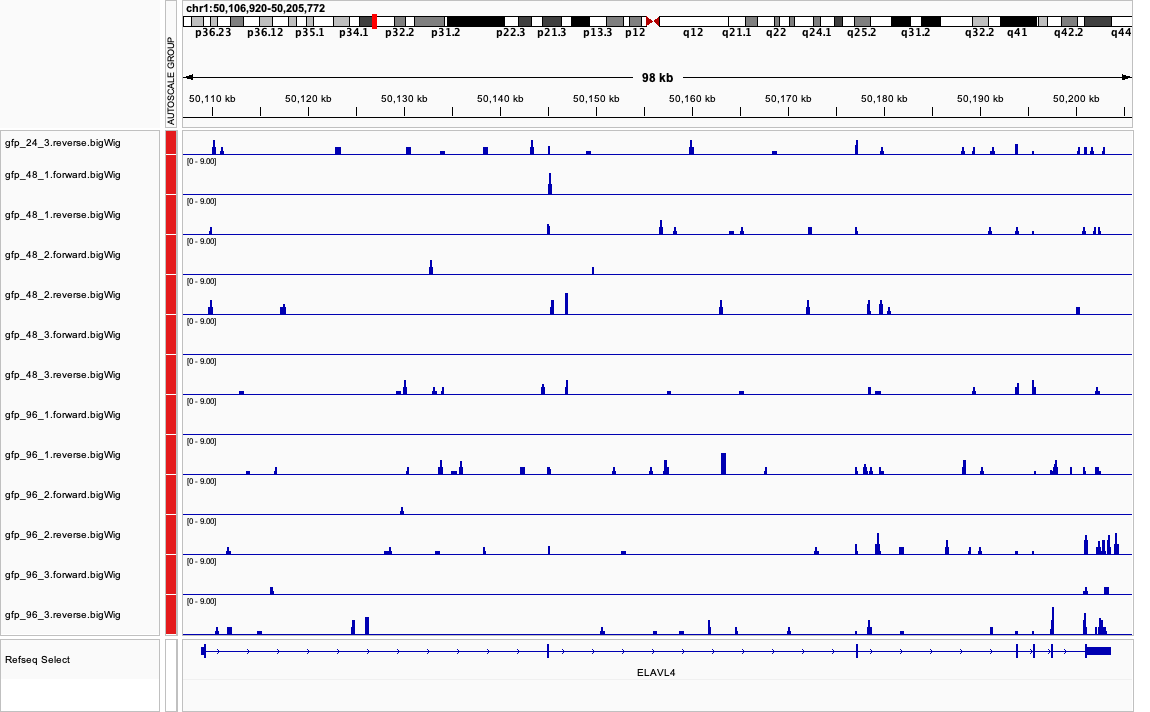 chr1:50,106,920-50,205,772
p36.23 p36.12 p35.1 p34.1 p32.2 p31.2 p22.3 p21.3 p13.3 p12 q12 q21.1 q22 q24.1 q25.2 q31.2 q32.2 q41 q42.2 q44
AUTOSCALE GROUP
98 kb
50,110 kb 50,120 kb 50,130 kb 50,140 kb 50,150 kb 50,160 kb 50,170 kb 50,180 kb 50,190 kb 50,200 kb
gfp_24_3.reverse.bigWig
[0 - 9.00]
gfp_48_1.forward.bigWig
[0 - 9.00]
gfp_48_1.reverse.bigWig
[0 - 9.00]
gfp_48_2.forward.bigWig
[0 - 9.00]
gfp_48_2.reverse.bigWig
[0 - 9.00]
gfp_48_3.forward.bigWig
[0 - 9.00]
gfp_48_3.reverse.bigWig
[0 - 9.00]
gfp_96_1.forward.bigWig
[0 - 9.00]
gfp_96_1.reverse.bigWig
[0 - 9.00]
gfp_96_2.forward.bigWig
[0 - 9.00]
gfp_96_2.reverse.bigWig
[0 - 9.00]
gfp_96_3.forward.bigWig
[0 - 9.00]
gfp_96_3.reverse.bigWig
Refseq Select
ELAVL4